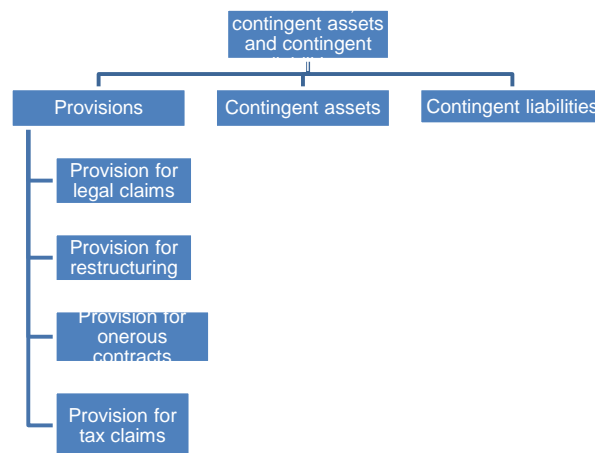 contingent assets
and contingent
Provisions
Contingent assets
Contingent liabilities
Provision for
legal claims
Provision for
restructuring
Provision for
onerous
contracts
Provision for
tax claims